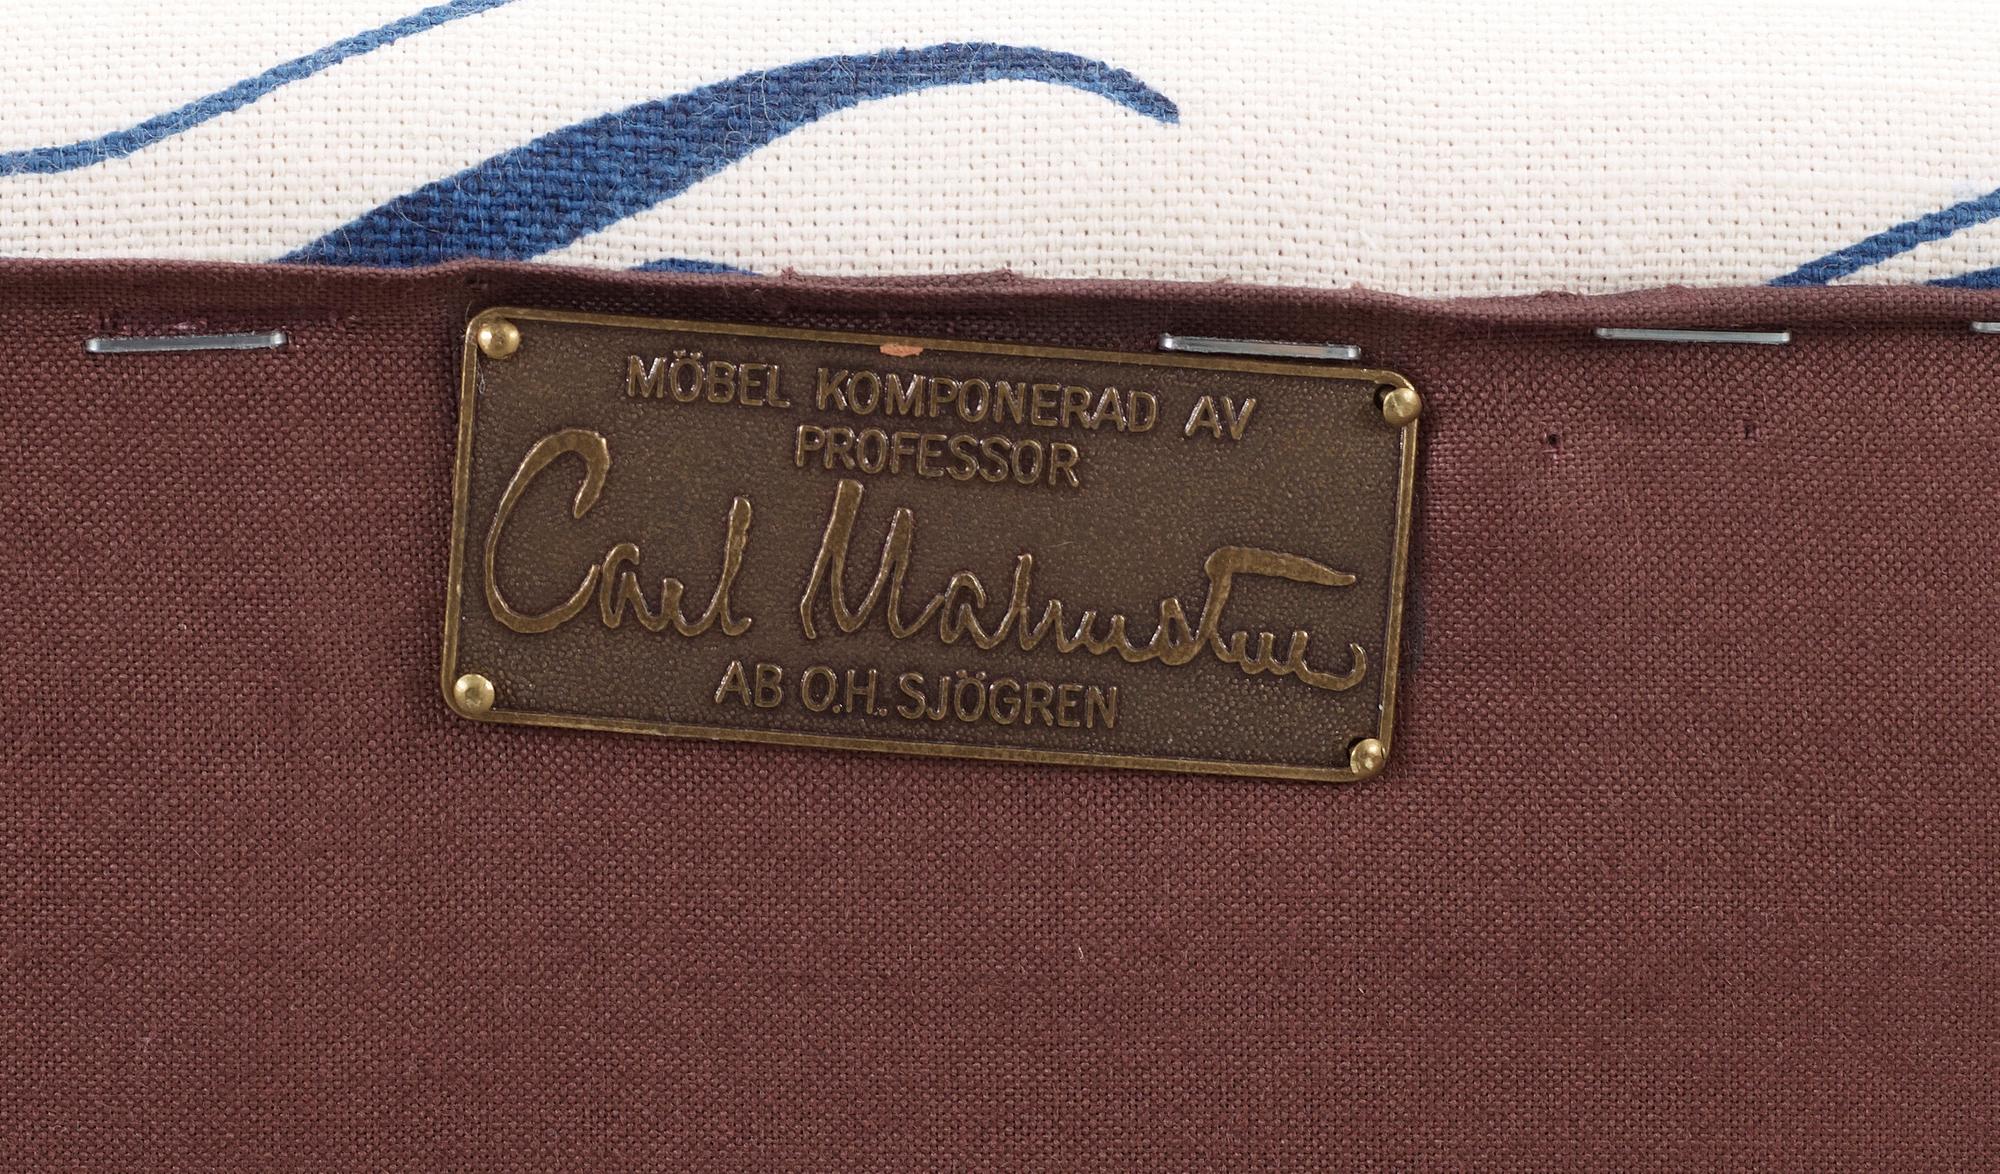 MÖBEL KOMPONERAD AV
PROFESSOR
Carl Malmsten
AB O.H. SJÖGREN